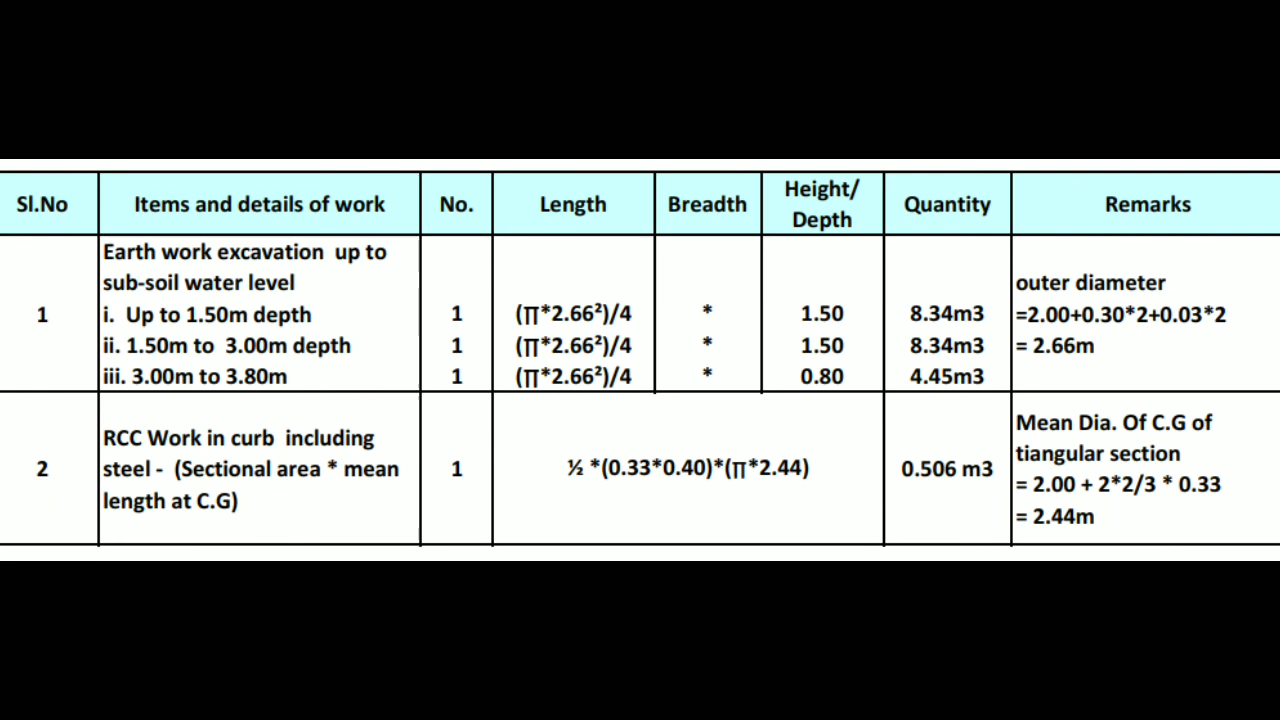 Sl.No Items and details of work No. Length Breadth Height/ Depth Quantity Remarks
1
Earth work excavation up to
sub-soil water level
i. Up to 1.50m depth 1 (∏*2.66²)/4 * 1.50 8.34m3
ii. 1.50m to 3.00m depth 1 (∏*2.66²)/4 * 1.50 8.34m3
iii. 3.00m to 3.80m 1 (∏*2.66²)/4 * 0.80 4.45m3
outer diameter
=2.00+0.30*2+0.03*2
= 2.66m
2
RCC Work in curb including
steel - (Sectional area * mean
length at C.G)
1
½ *(0.33*0.40)*(∏*2.44)
0.506 m3
Mean Dia. Of C.G of
tiangular section
= 2.00 + 2*2/3 * 0.33
= 2.44m